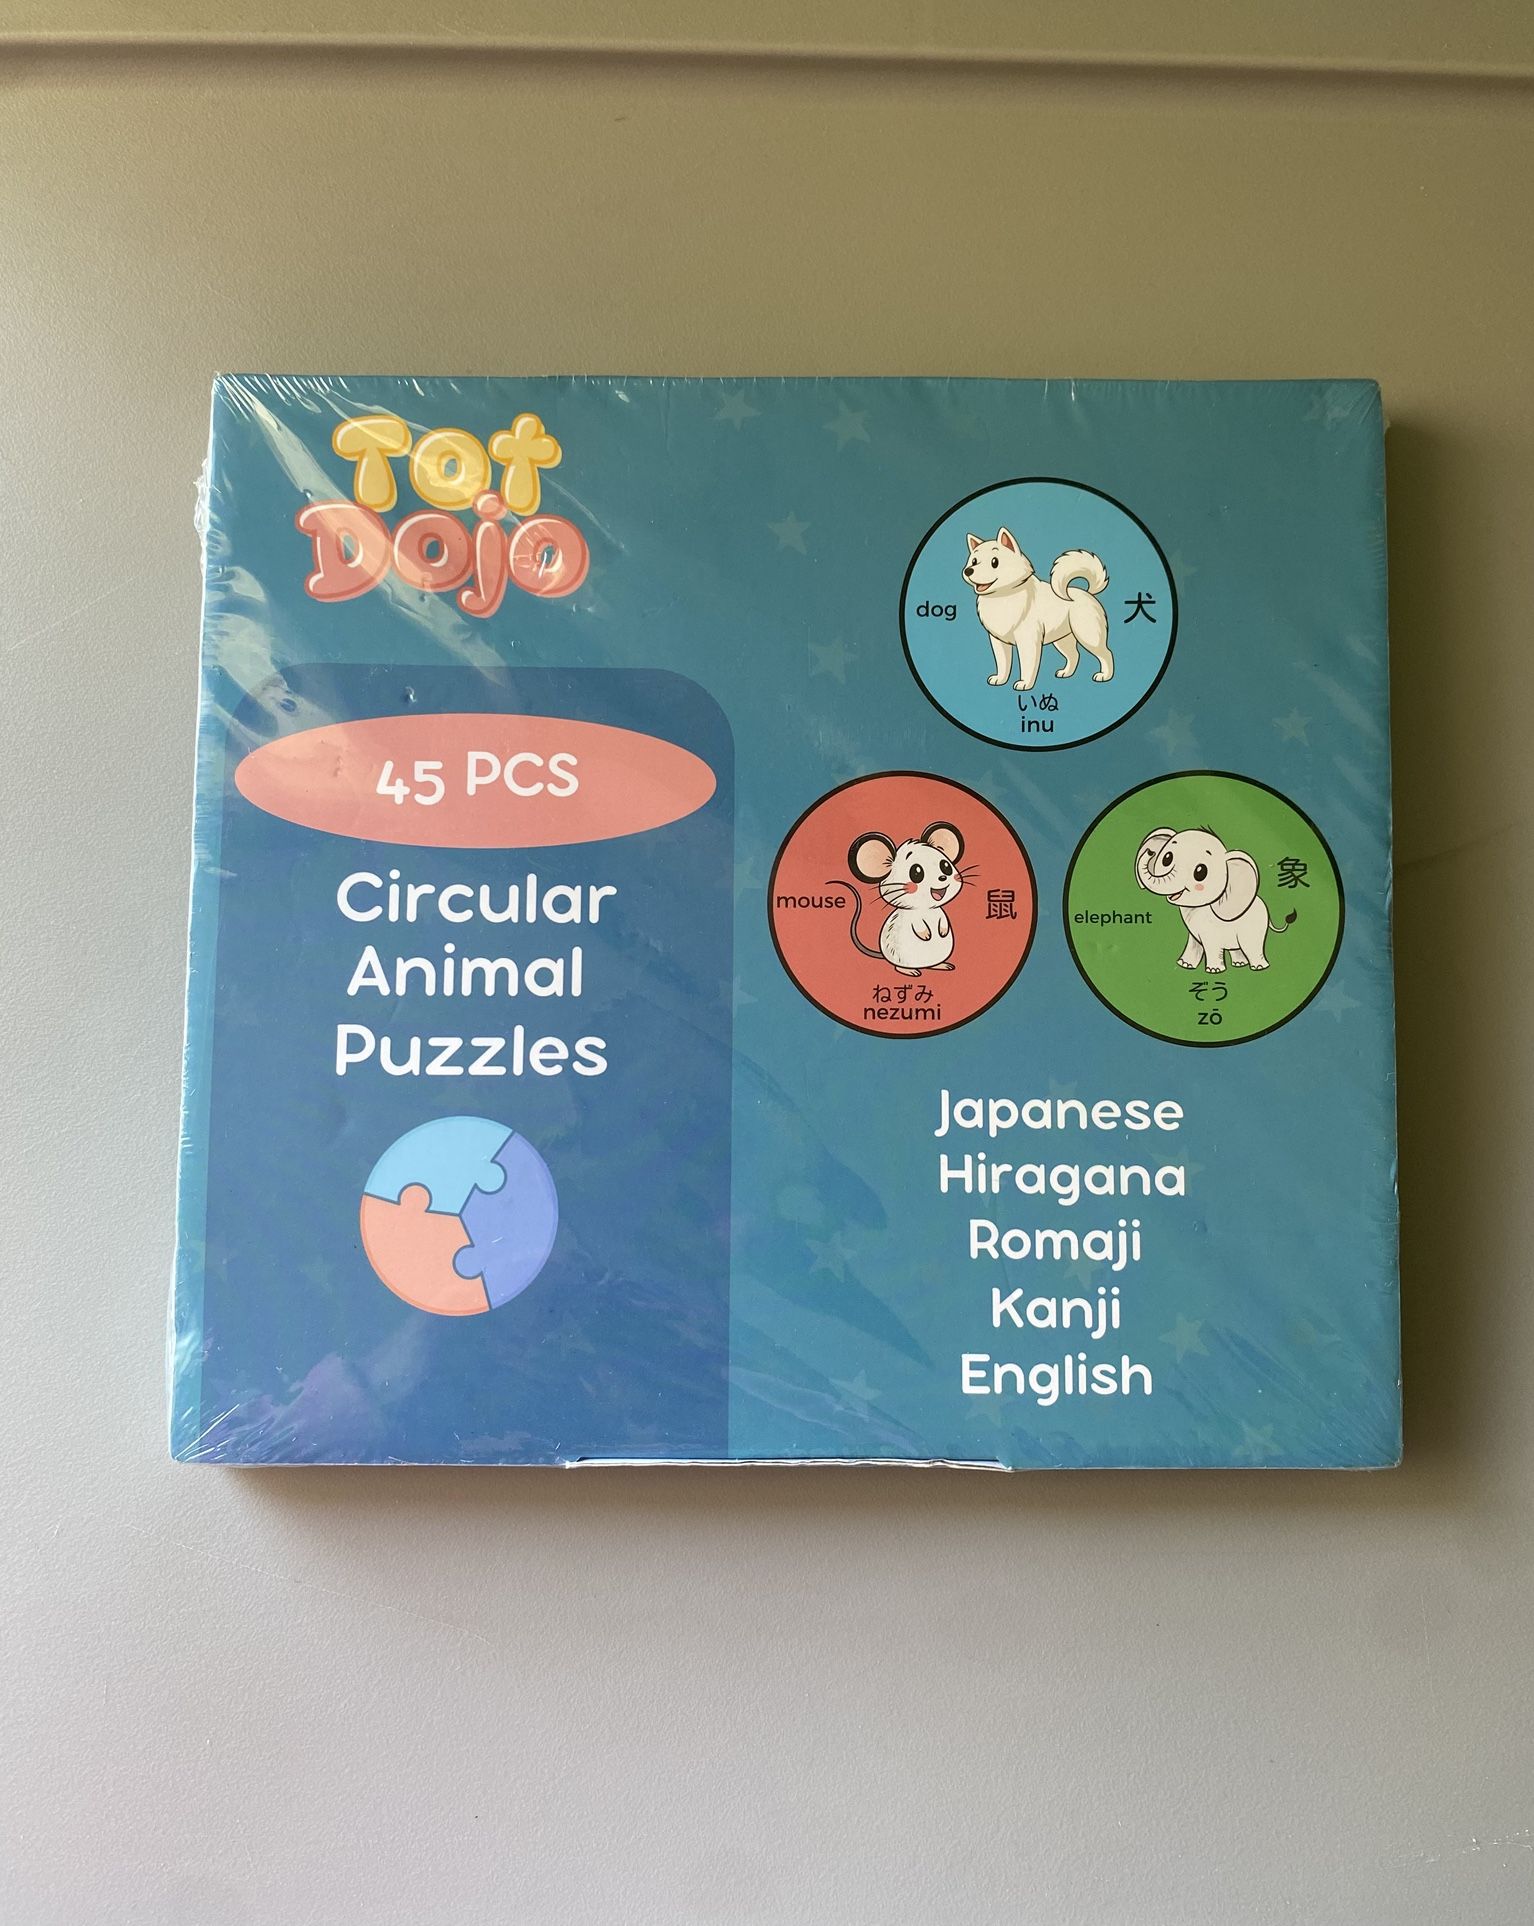 Tot
Dojo
45 PCS
Circular
Animal
Puzzles
dog
犬
いぬ
inu
mouse
鼠
ねずみ
nezumi
elephant
象
ぞう
zō
Japanese
Hiragana
Romaji
Kanji
English